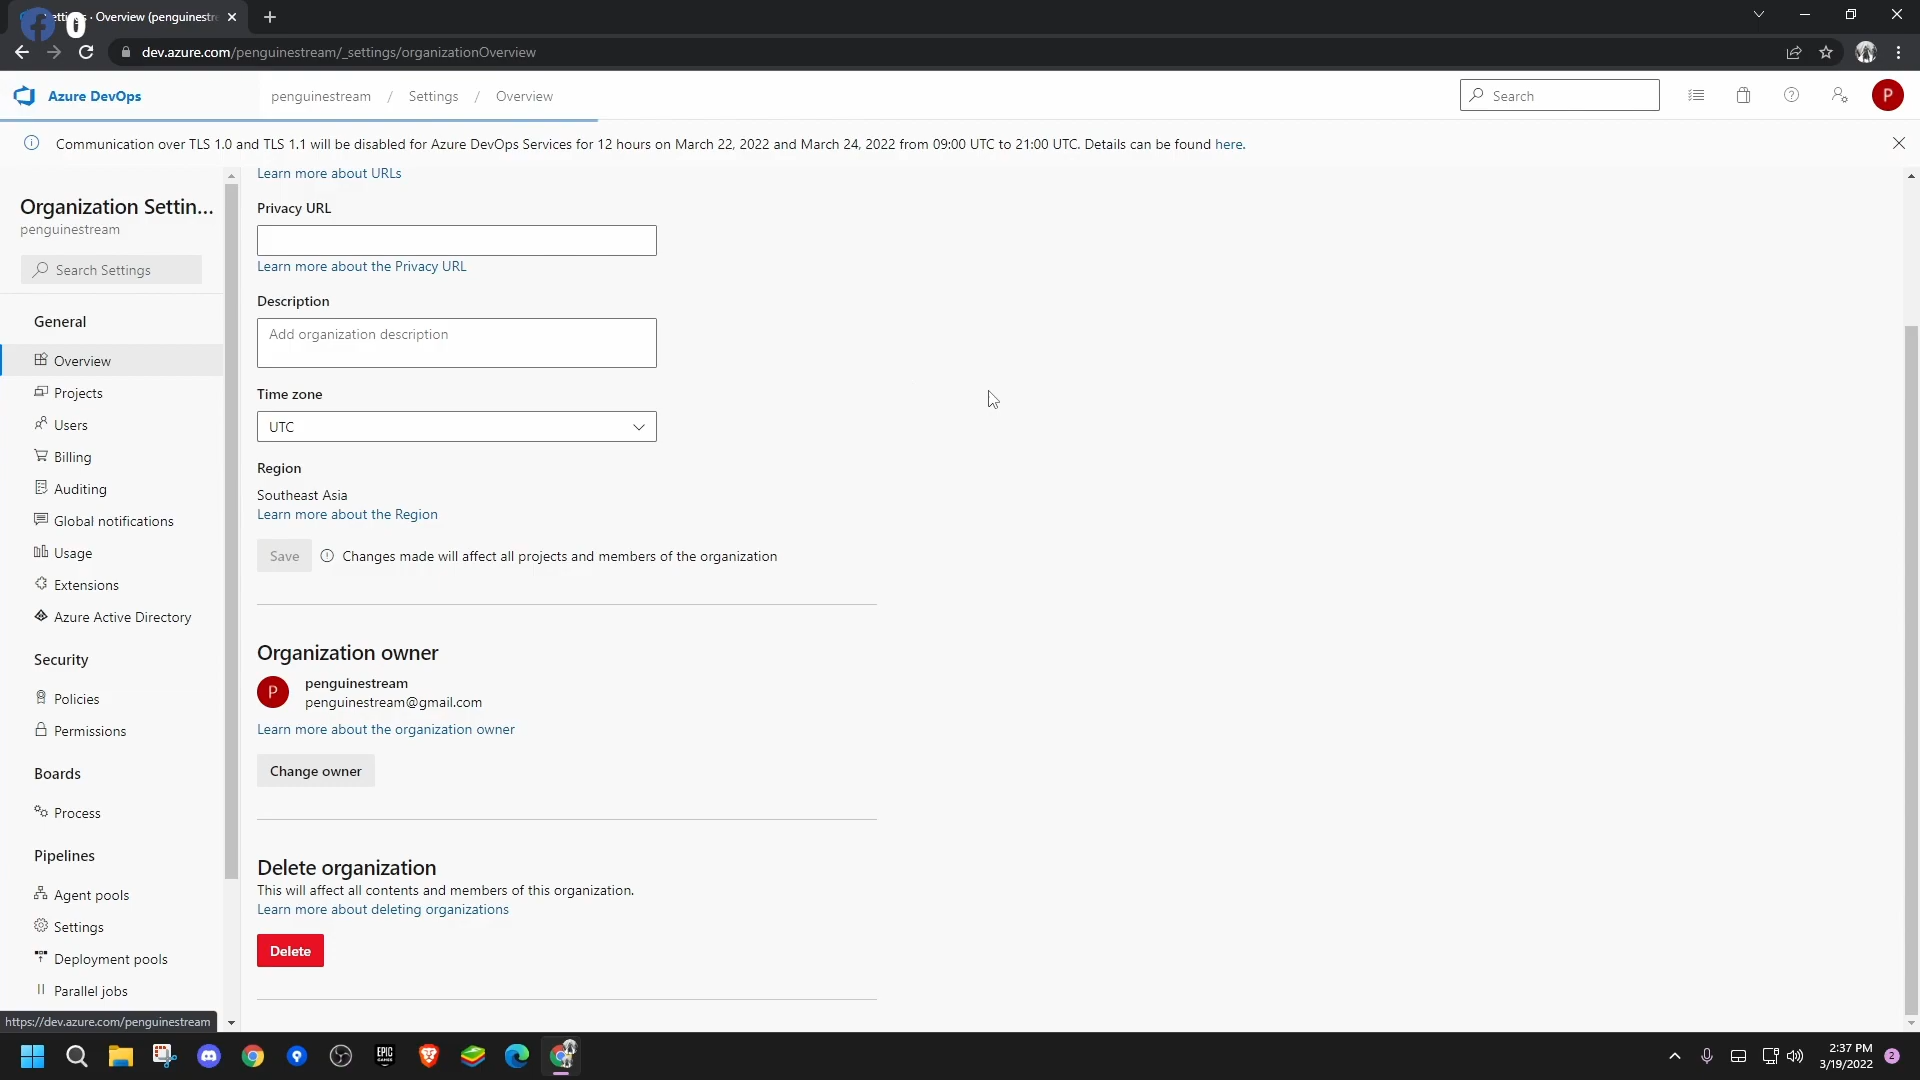 Settings - Overview (penguinestre
dev.azure.com/penguinestream/_settings/organizationOverview
Azure DevOps
penguinestream / Settings / Overview
Search
P
Communication over TLS 1.0 and TLS 1.1 will be disabled for Azure DevOps Services for 12 hours on March 22, 2022 and March 24, 2022 from 09:00 UTC to 21:00 UTC. Details can be found here.
Organization Settin...
penguinestream
Search Settings
General
Overview
Projects
Users
Billing
Auditing
Global notifications
Usage
Extensions
Azure Active Directory
Security
Policies
Permissions
Boards
Process
Pipelines
Agent pools
Settings
Deployment pools
Parallel jobs
https://dev.azure.com/penguinestream
Learn more about URLs
Privacy URL
Learn more about the Privacy URL
Description
Add organization description
Time zone
UTC
Region
Southeast Asia
Learn more about the Region
Save Changes made will affect all projects and members of the organization
Organization owner
P
penguinestream
penguinestream@gmail.com
Learn more about the organization owner
Change owner
Delete organization
This will affect all contents and members of this organization.
Learn more about deleting organizations
Delete
EPIC GAMES
2:37 PM
3/19/2022
2